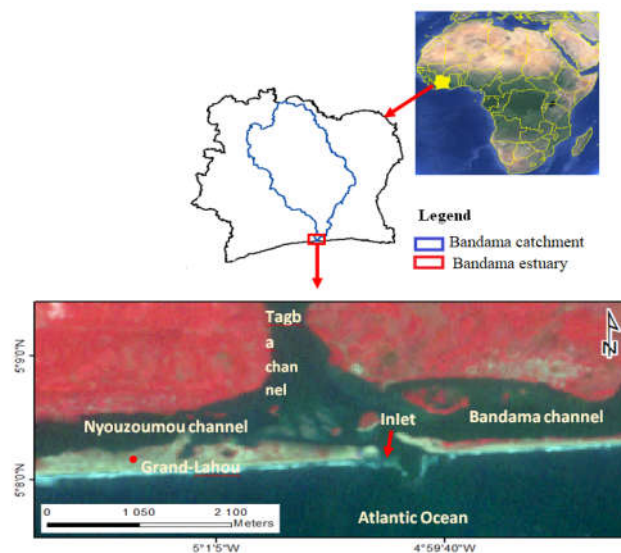 Legend
Bandama catchment
Bandama estuary
Tagb
a
chan
nel
Inlet
Nyouzoumou channel
Bandama channel
Grand-Lahou
Atlantic Ocean
0 1 050 2 100
Meters
5°9'0"N
5°8'0"N
5°1'5"W
4°59'40"W
N